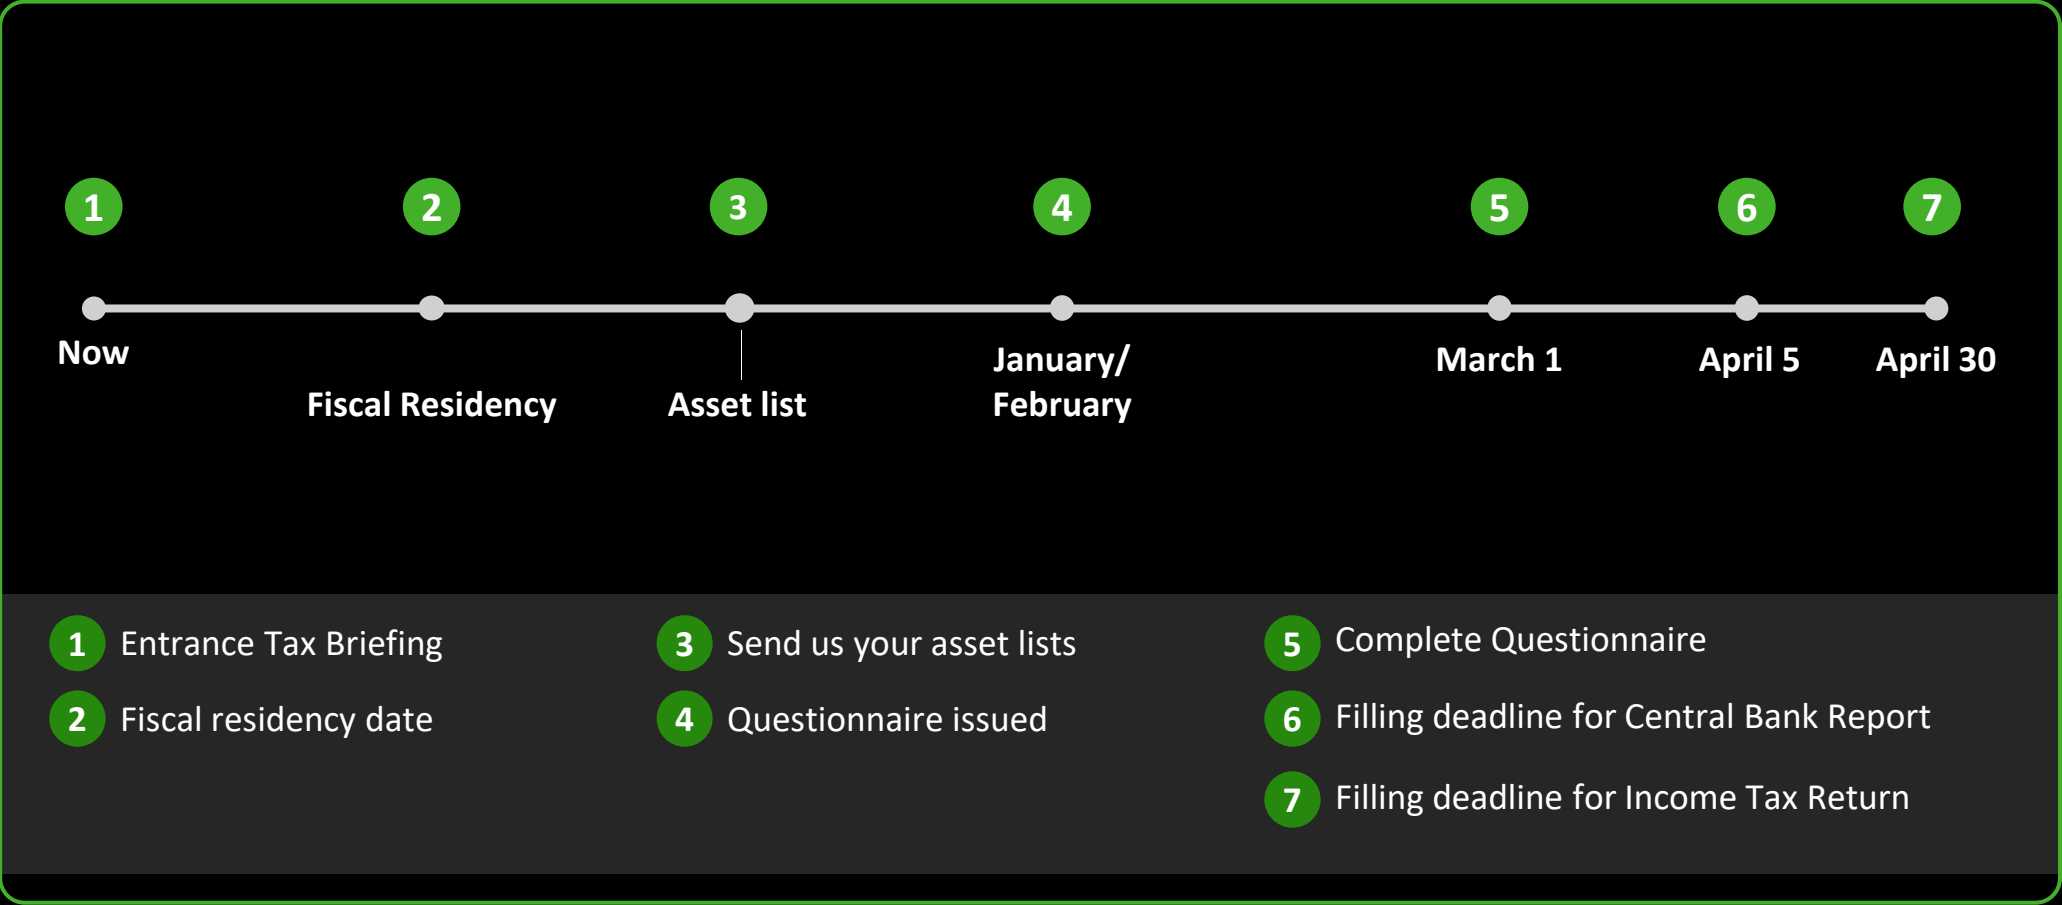 1
2
3
4
5
6
7
Now
Fiscal Residency
Asset list
January/
February
March 1
April 5
April 30
1 Entrance Tax Briefing
2 Fiscal residency date
3 Send us your asset lists
4 Questionnaire issued
5 Complete Questionnaire
6 Filling deadline for Central Bank Report
7 Filling deadline for Income Tax Return